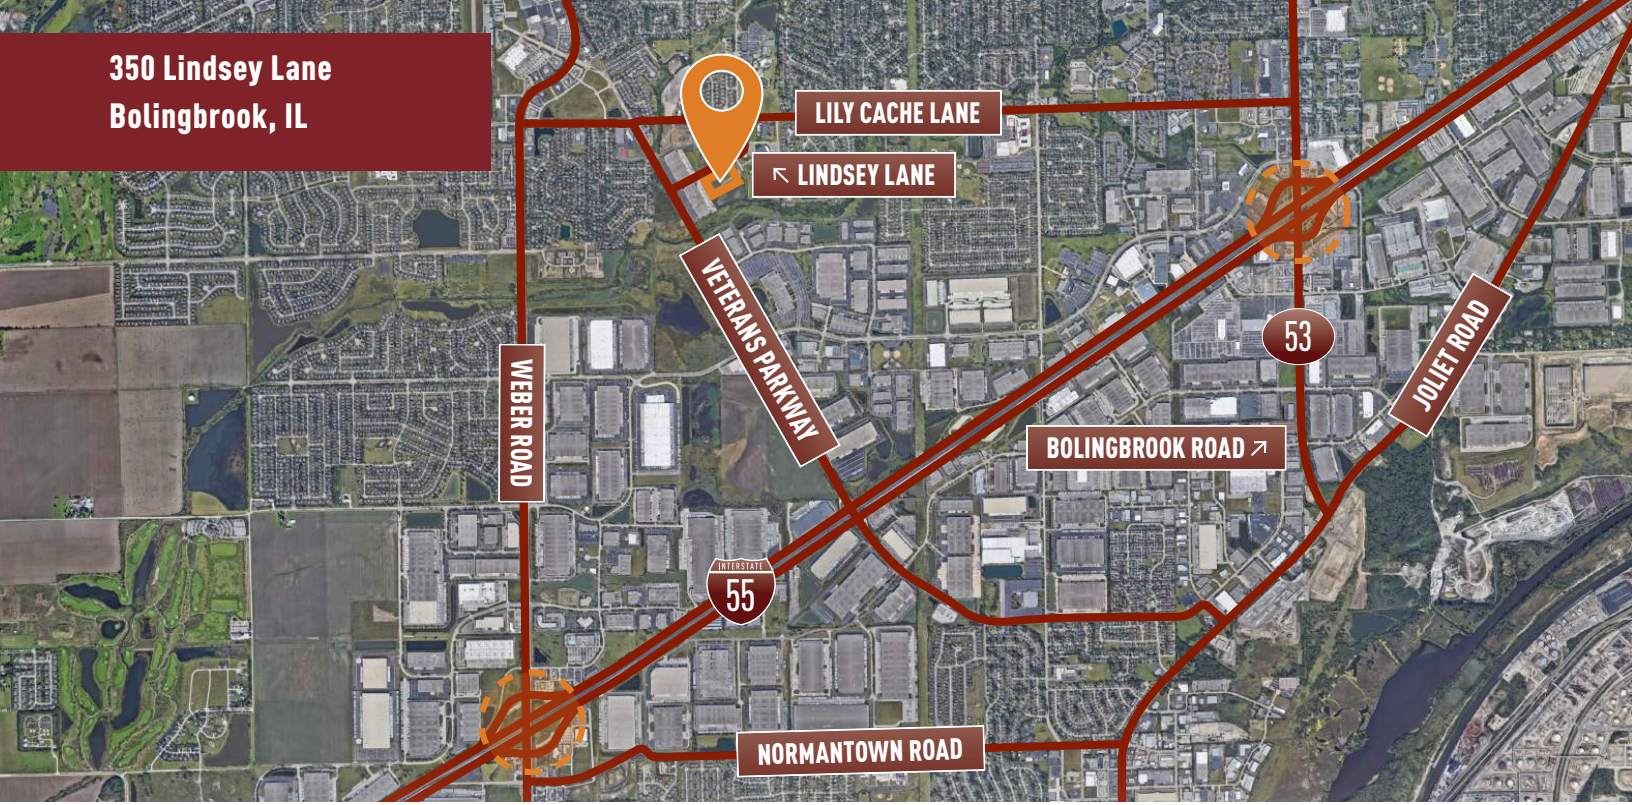 350 Lindsey Lane
Bolingbrook, IL
LILY CACHE LANE
↖ LINDSEY LANE
VETERANS PARKWAY
53
JOLIET ROAD
WEBER ROAD
BOLINGBROOK ROAD ↗
INTERSTATE
55
NORMANTOWN ROAD